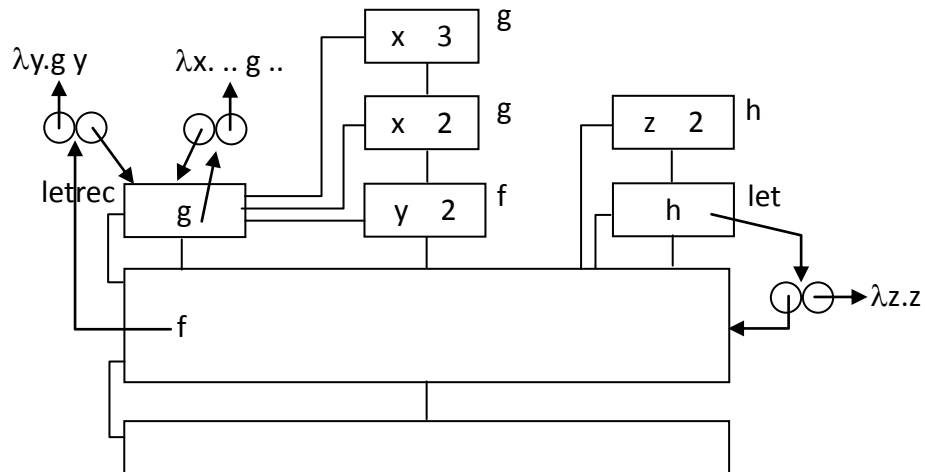 x 3 g
λy.g y λx. .. g ..
x 2 g
z 2 h
letrec
g
y 2 f
h let
λz.z
f